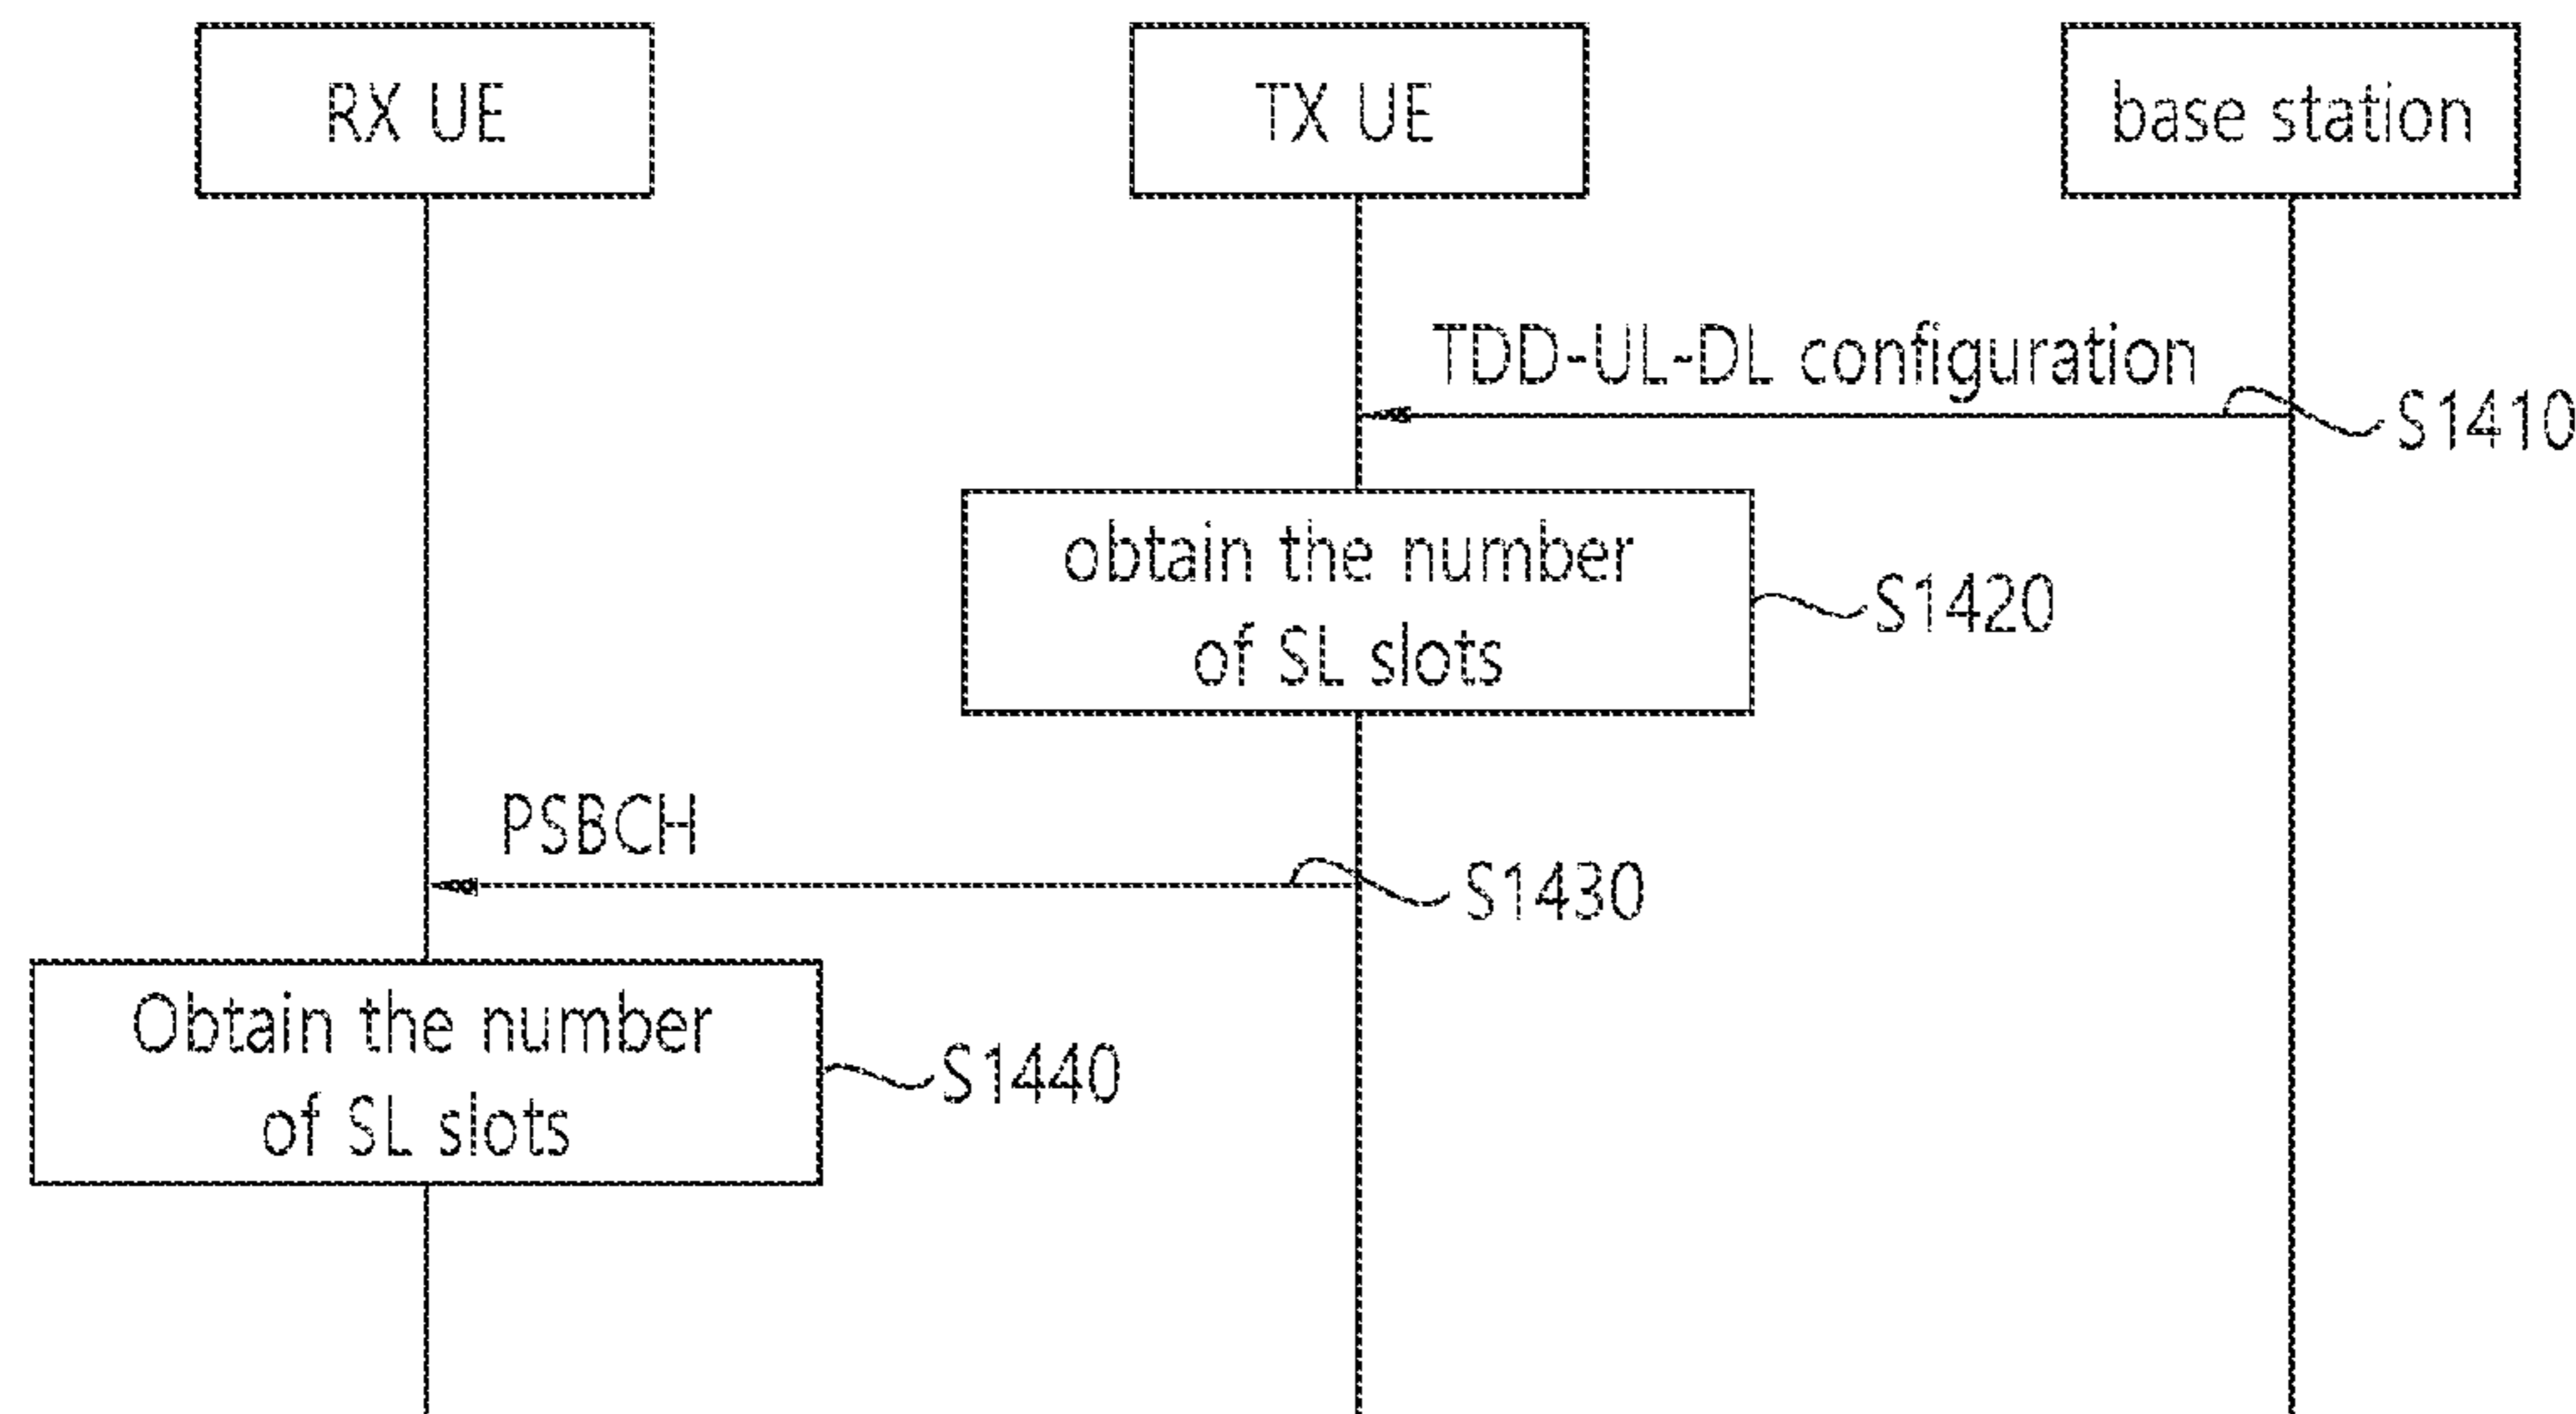 RX UE
TX UE
base station
TDD-UL-DL configuration
S1410
obtain the number
of SL slots
S1420
PSBCH
S1430
Obtain the number
of SL slots
S1440